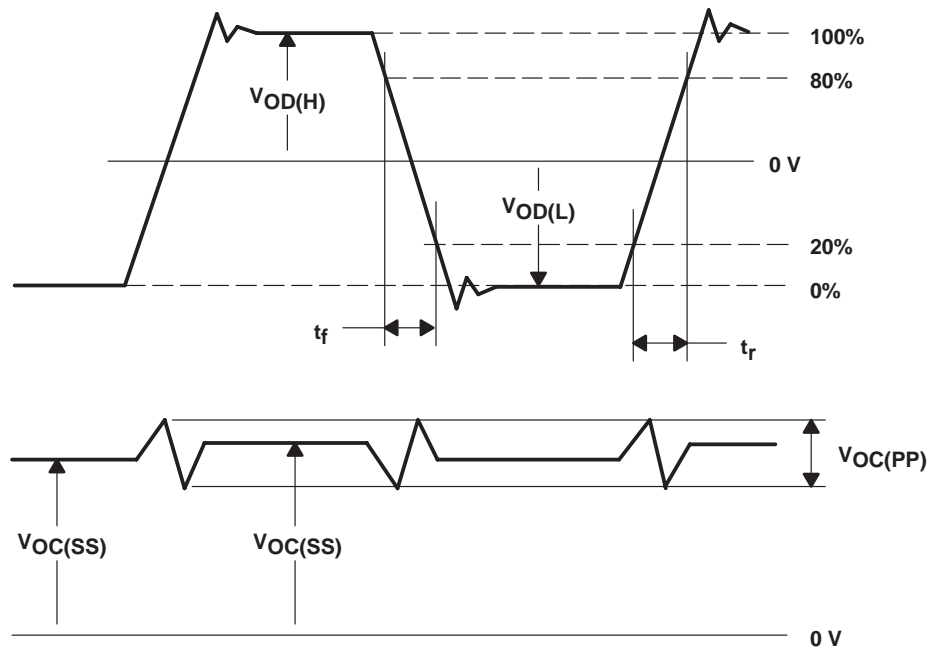 100%
80%
VOD(H)
0 V
VOD(L)
20%
0%
tf
tr
VOC(PP)
VOC(SS)
VOC(SS)
0 V